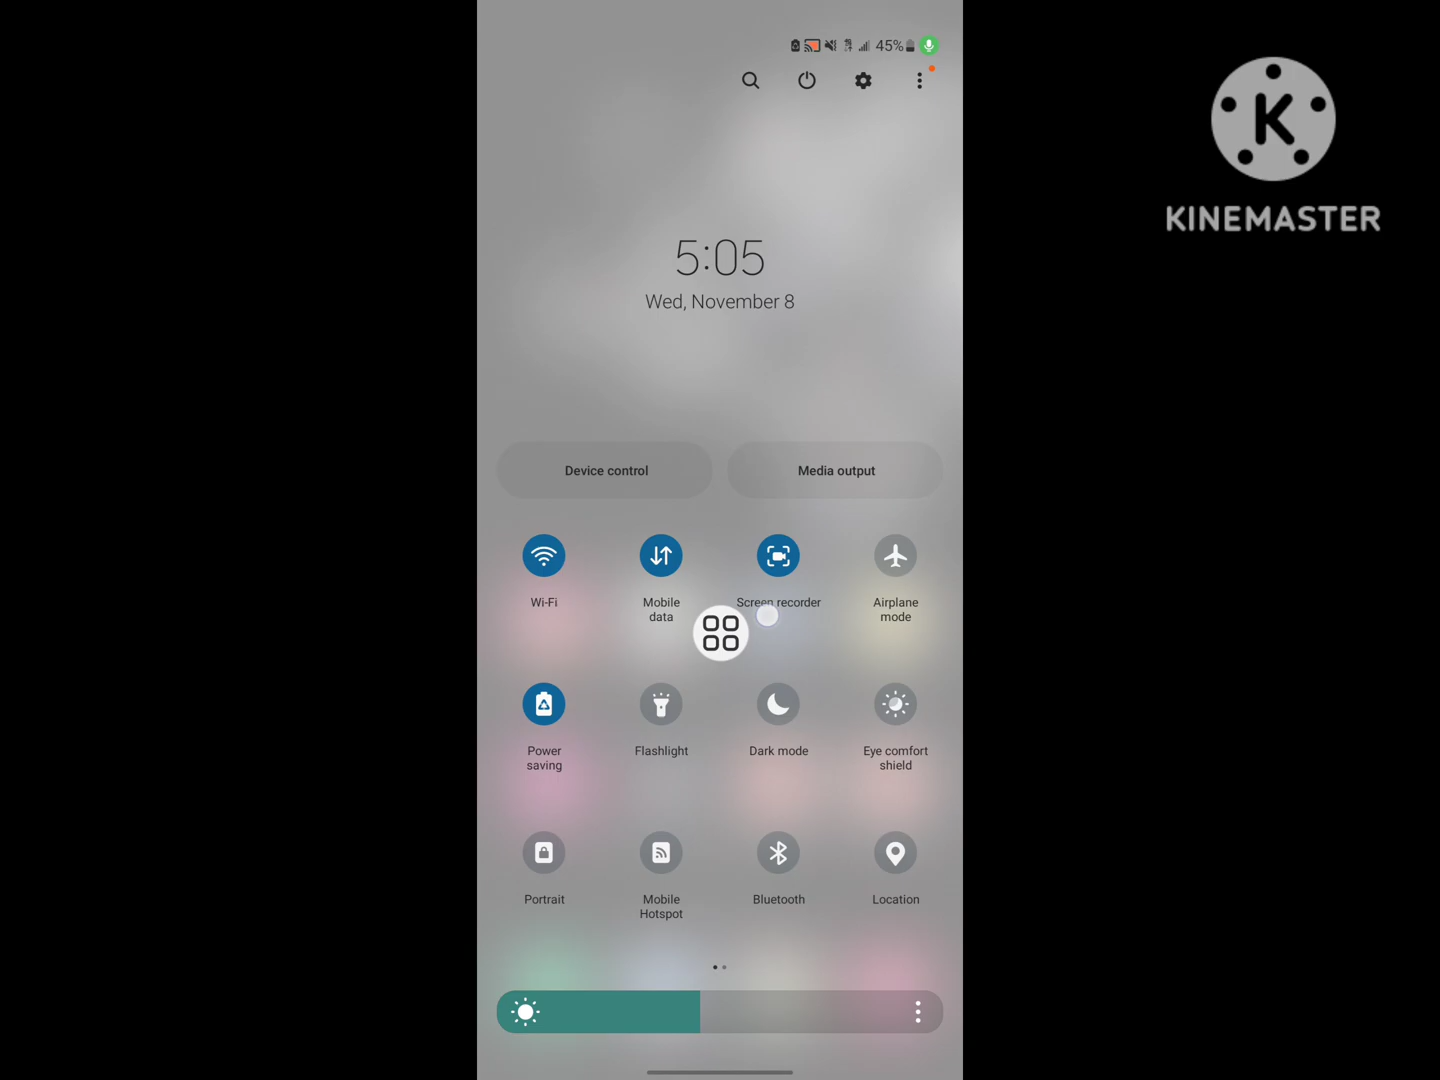 45%
K
KINEMASTER
5:05
Wed, November 8
Device control
Media output
Wi-Fi
Mobile
data
Screen recorder
Airplane
mode
Power
saving
Flashlight
Dark mode
Eye comfort
shield
Portrait
Mobile
Hotspot
Bluetooth
Location